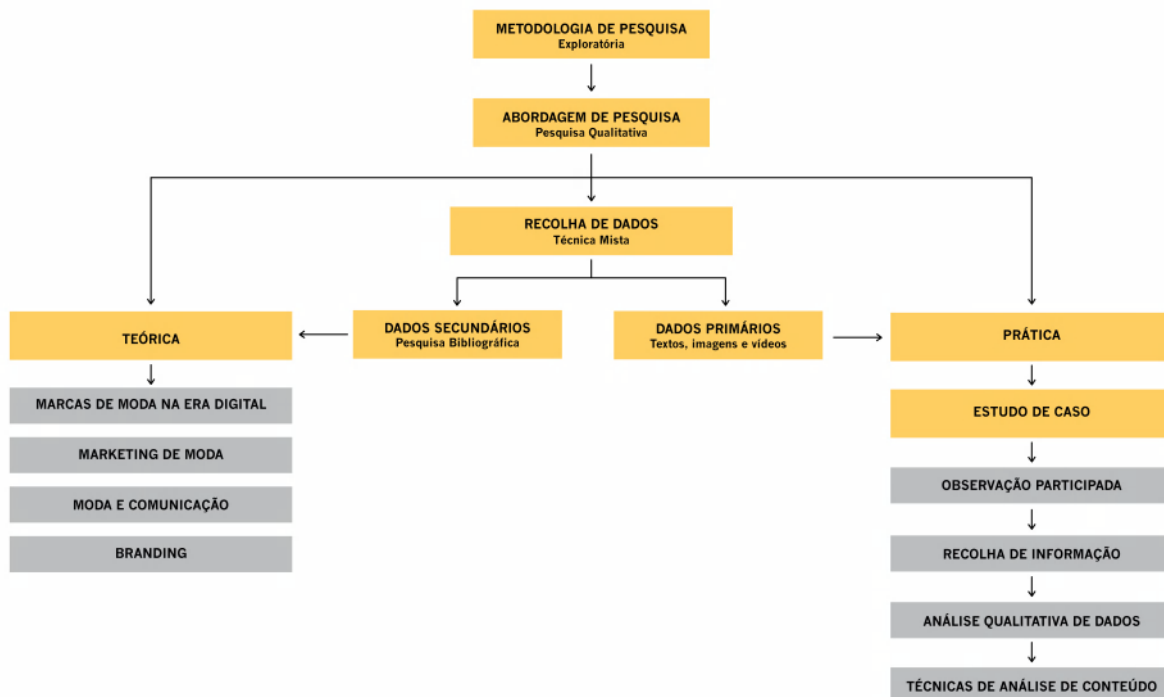 METODOLOGIA DE PESQUISA
Exploratória
ABORDAGEM DE PESQUISA
Pesquisa Qualitativa
RECOLHA DE DADOS
Técnica Mista
TEÓRICA
DADOS SECUNDÁRIOS
Pesquisa Bibliográfica
DADOS PRIMÁRIOS
Textos, imagens e vídeos
PRÁTICA
MARCAS DE MODA NA ERA DIGITAL
MARKETING DE MODA
MODA E COMUNICAÇÃO
BRANDING
ESTUDO DE CASO
OBSERVAÇÃO PARTICIPADA
RECOLHA DE INFORMAÇÃO
ANÁLISE QUALITATIVA DE DADOS
TÉCNICAS DE ANÁLISE DE CONTEÚDO